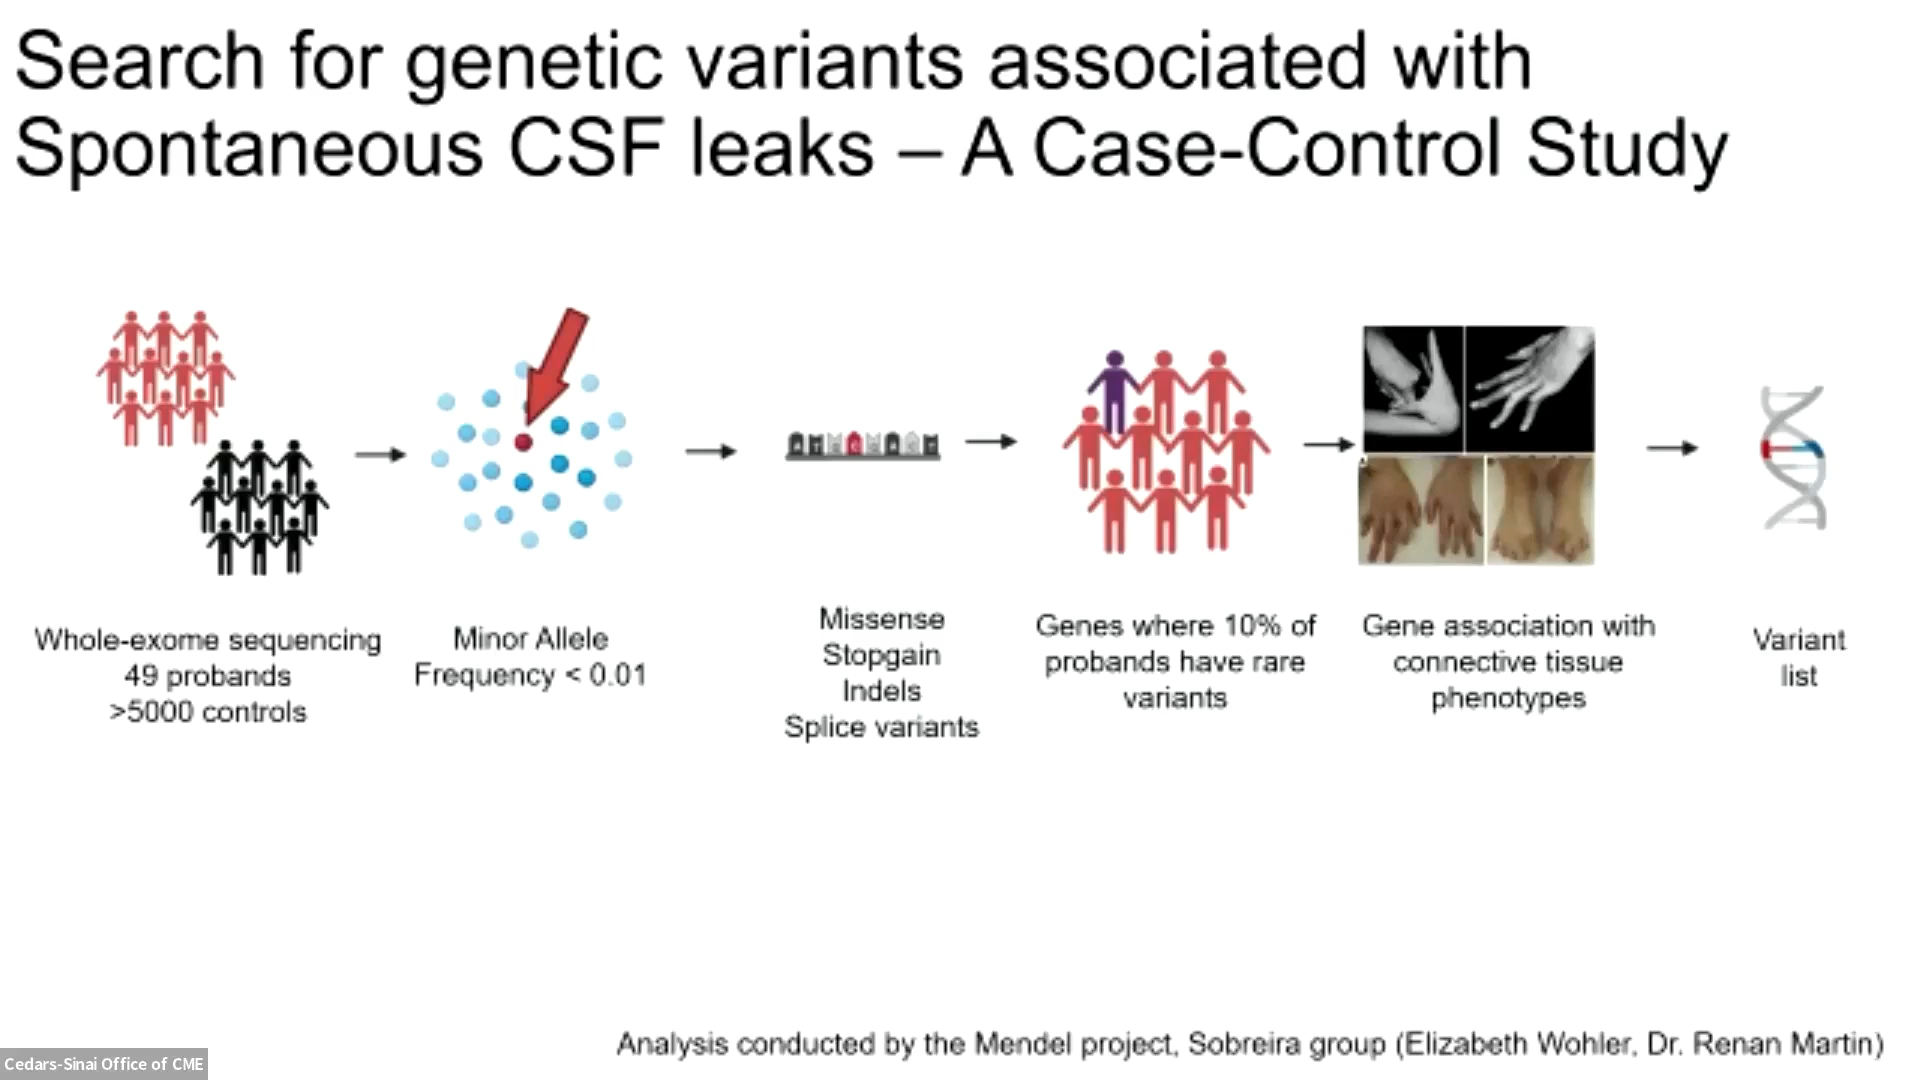 Search for genetic variants associated with
Spontaneous CSF leaks – A Case-Control Study
Whole-exome sequencing
49 probands
>5000 controls
Minor Allele
Frequency < 0.01
Missense
Stopgain
Indels
Splice variants
Genes where 10% of
probands have rare
variants
Gene association with
connective tissue
phenotypes
Variant
list
Analysis conducted by the Mendel project, Sobreira group (Elizabeth Wohler, Dr. Renan Martin)
Cedars-Sinai Office of CME